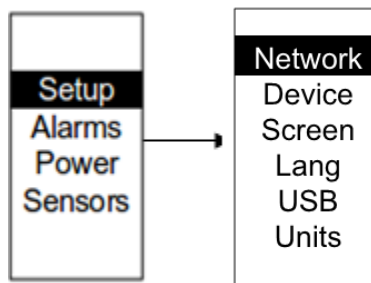 Setup
Alarms
Power
Sensors
Network
Device
Screen
Lang
USB
Units